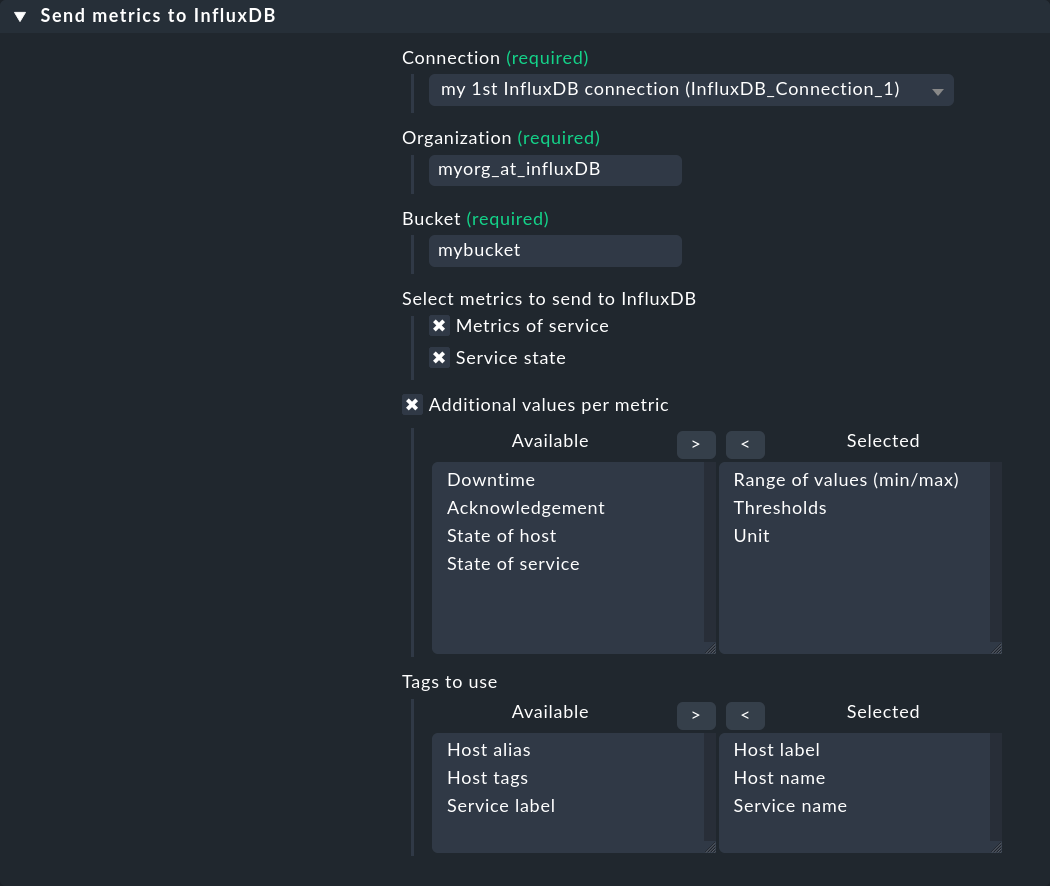 Send metrics to InfluxDB
Connection (required)
my 1st InfluxDB connection (InfluxDB_Connection_1)
Organization (required)
myorg_at_influxDB
Bucket (required)
mybucket
Select metrics to send to InfluxDB
Metrics of service
Service state
Additional values per metric
Available > < Selected
Downtime Range of values (min/max)
Acknowledgement Thresholds
State of host Unit
State of service
Tags to use
Available > < Selected
Host alias Host label
Host tags Host name
Service label Service name